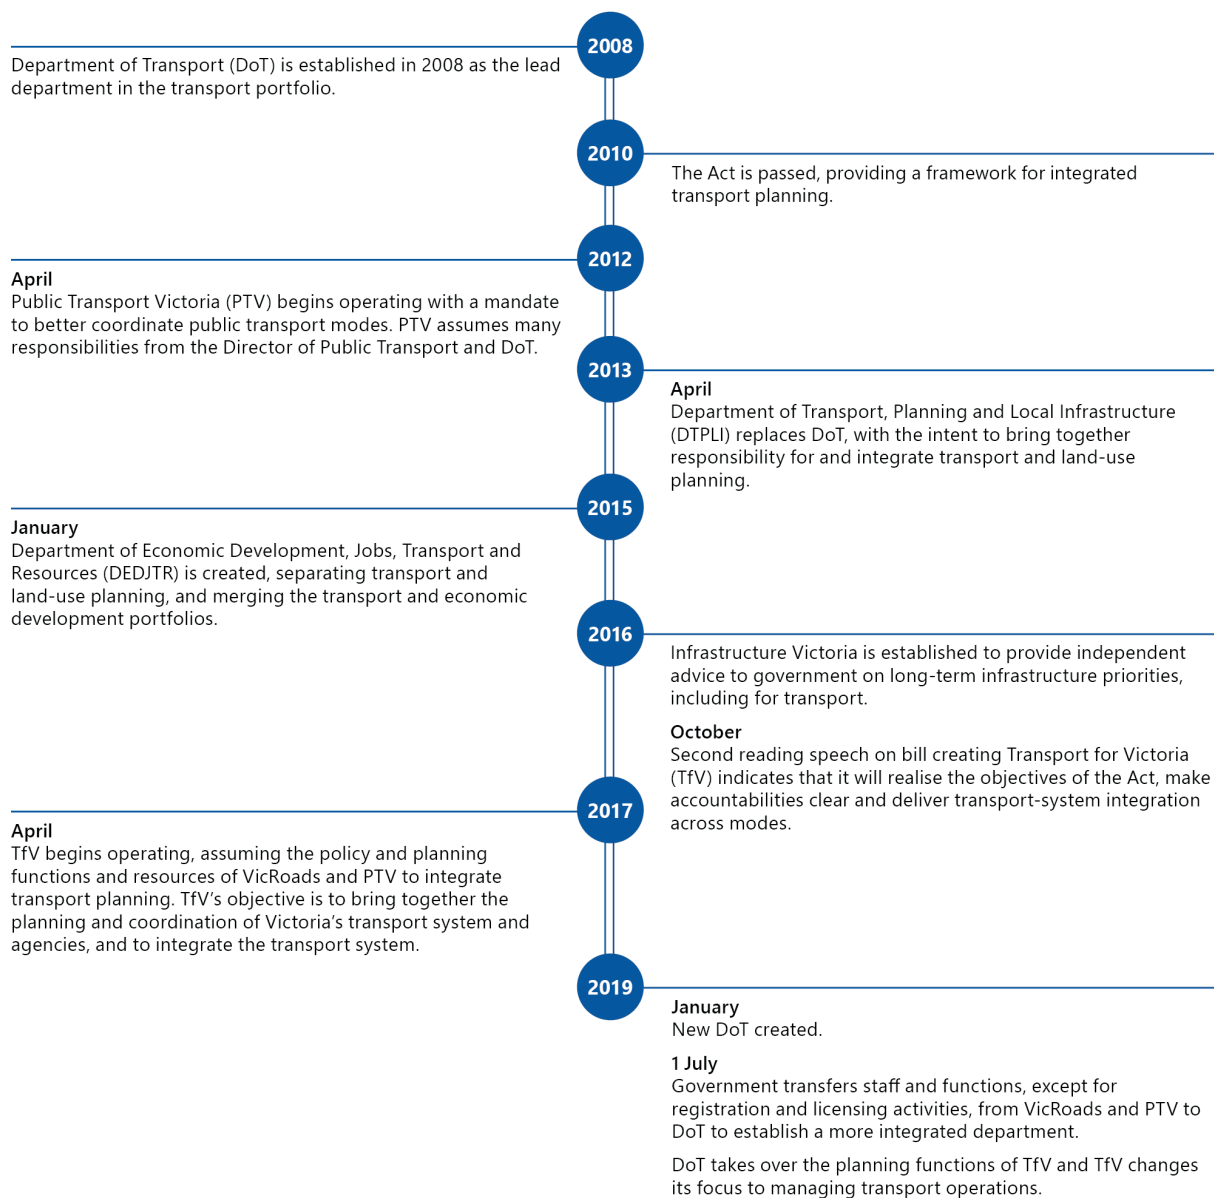 2008
Department of Transport (DoT) is established in 2008 as the lead
department in the transport portfolio.
2010
The Act is passed, providing a framework for integrated
transport planning.
2012
April
Public Transport Victoria (PTV) begins operating with a mandate
to better coordinate public transport modes. PTV assumes many
responsibilities from the Director of Public Transport and DoT.
2013
April
Department of Transport, Planning and Local Infrastructure
(DTPLI) replaces DoT, with the intent to bring together
responsibility for and integrate transport and land-use
planning.
2015
January
Department of Economic Development, Jobs, Transport and
Resources (DEDJTR) is created, separating transport and
land-use planning, and merging the transport and economic
development portfolios.
2016
Infrastructure Victoria is established to provide independent
advice to government on long-term infrastructure priorities,
including for transport.
October
Second reading speech on bill creating Transport for Victoria
(TfV) indicates that it will realise the objectives of the Act, make
accountabilities clear and deliver transport-system integration
across modes.
2017
April
TfV begins operating, assuming the policy and planning
functions and resources of VicRoads and PTV to integrate
transport planning. TfV’s objective is to bring together the
planning and coordination of Victoria’s transport system and
agencies, and to integrate the transport system.
2019
January
New DoT created.
1 July
Government transfers staff and functions, except for
registration and licensing activities, from VicRoads and PTV to
DoT to establish a more integrated department.
DoT takes over the planning functions of TfV and TfV changes
its focus to managing transport operations.